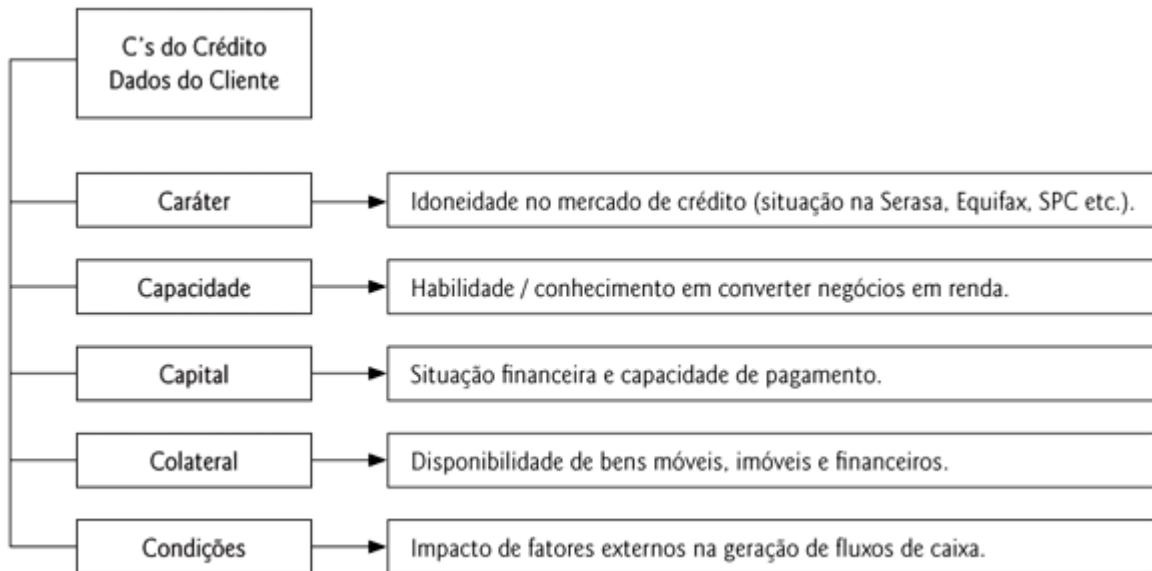 C's do Crédito
Dados do Cliente
Caráter
Idoneidade no mercado de crédito (situação na Serasa, Equifax, SPC etc.).
Capacidade
Habilidade / conhecimento em converter negócios em renda.
Capital
Situação financeira e capacidade de pagamento.
Colateral
Disponibilidade de bens móveis, imóveis e financeiros.
Condições
Impacto de fatores externos na geração de fluxos de caixa.